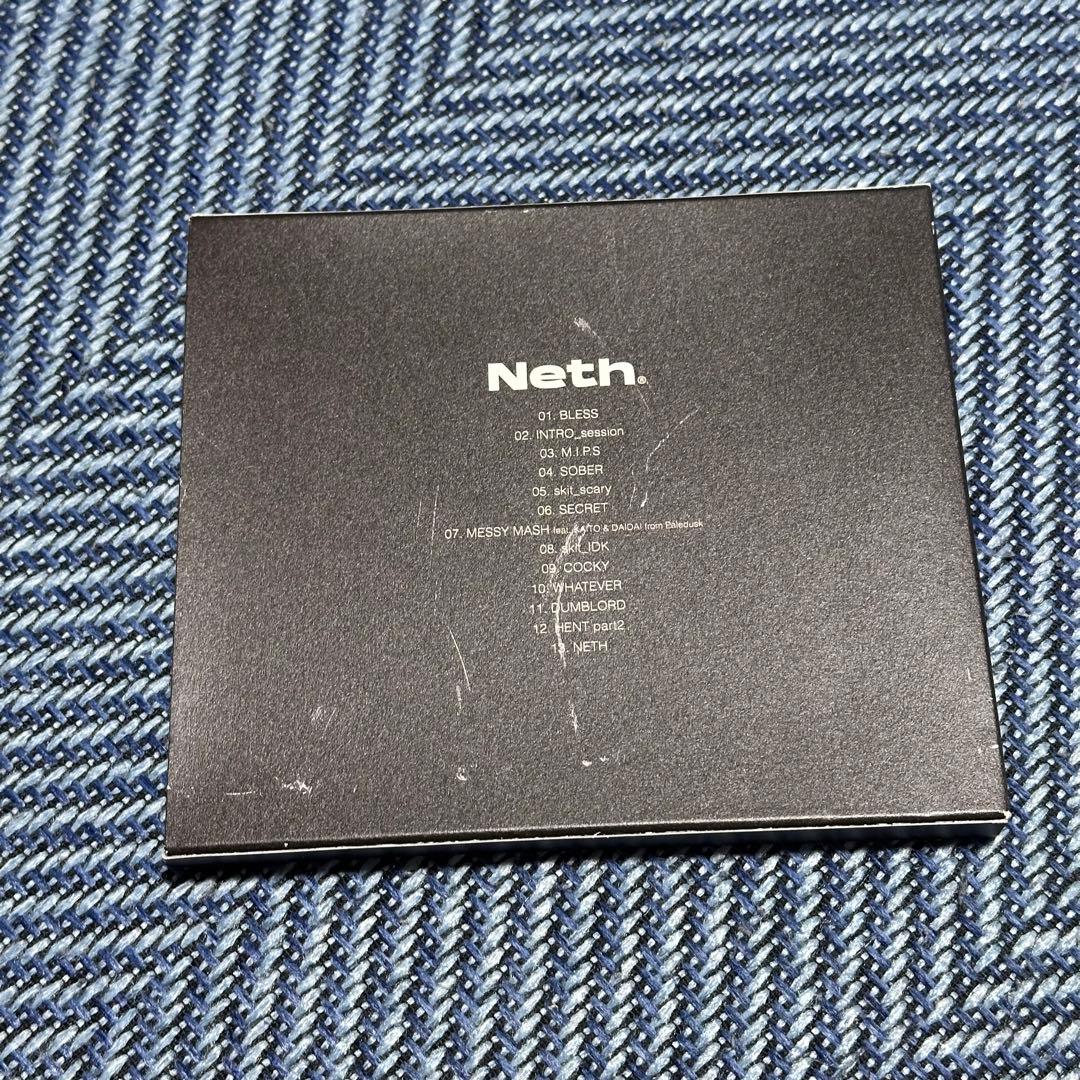 Neth®
01. BLESS
02. INTRO_session
03. M.I.P.S
04. SOBER
05. skit_scary
06. SECRET
07. MESSY MASH feat. KAITO & DAIDAI from Paledusk
08. skit_IDK
09. COCKY
10. WHATEVER
11. DUMBLORD
12. HENT part2
13. NETH